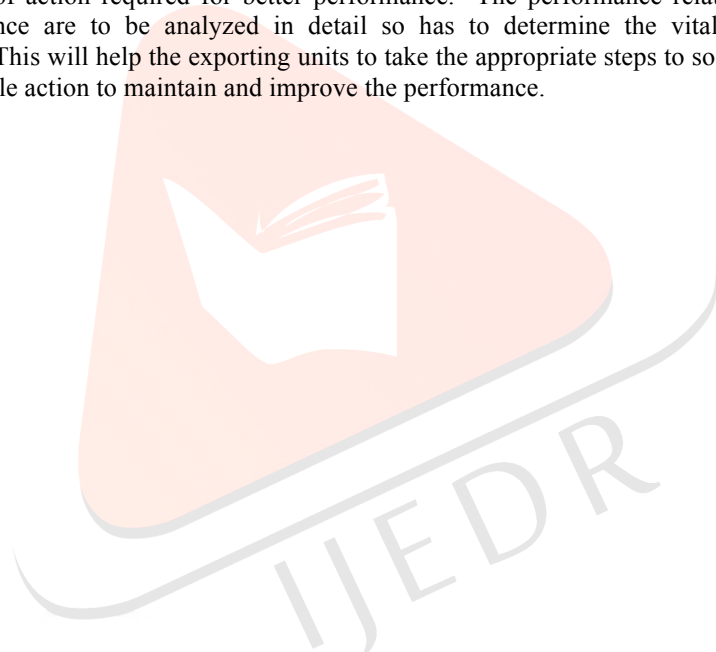 of action required for better performance. The performance relat
nce are to be analyzed in detail so has to determine the vital
This will help the exporting units to take the appropriate steps to so
le action to maintain and improve the performance.
IJEDR